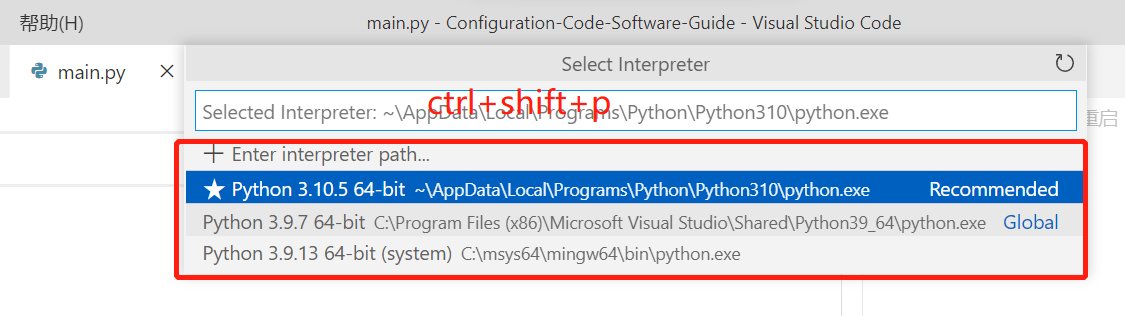 帮助(H)
main.py - Configuration-Code-Software-Guide - Visual Studio Code
main.py
Select Interpreter
ctrl+shift+p
Selected Interpreter: ~\AppData\Local\Programs\Python\Python310\python.exe
重启
Enter interpreter path...
Python 3.10.5 64-bit ~\AppData\Local\Programs\Python\Python310\python.exe Recommended
Python 3.9.7 64-bit C:\Program Files (x86)\Microsoft Visual Studio\Shared\Python39_64\python.exe Global
Python 3.9.13 64-bit (system) C:\msys64\mingw64\bin\python.exe